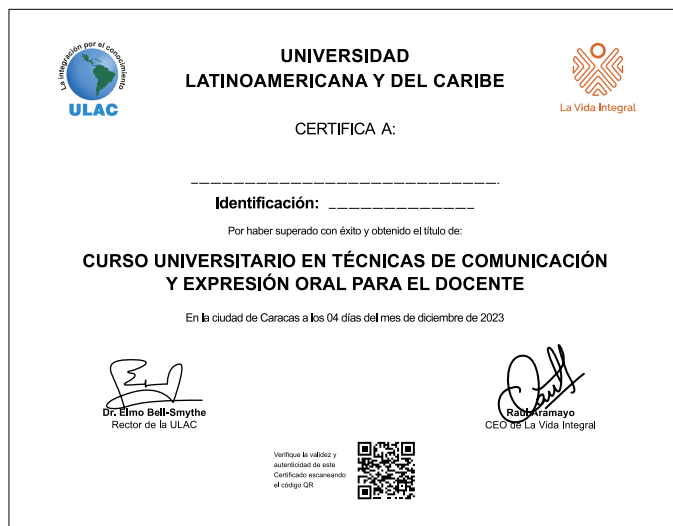 La integración por el conocimiento
ULAC
UNIVERSIDAD
LATINOAMERICANA Y DEL CARIBE
La Vida Integral
CERTIFICA A:
Identificación:
Por haber superado con éxito y obtenido el título de:
CURSO UNIVERSITARIO EN TÉCNICAS DE COMUNICACIÓN
Y EXPRESIÓN ORAL PARA EL DOCENTE
En la ciudad de Caracas a los 04 días del mes de diciembre de 2023
Dr. Elmo Bell-Smythe
Rector de la ULAC
Raúl Aramayo
CEO de La Vida Integral
Verifique la validez y
autenticidad de este
Certificado escaneando
el código QR